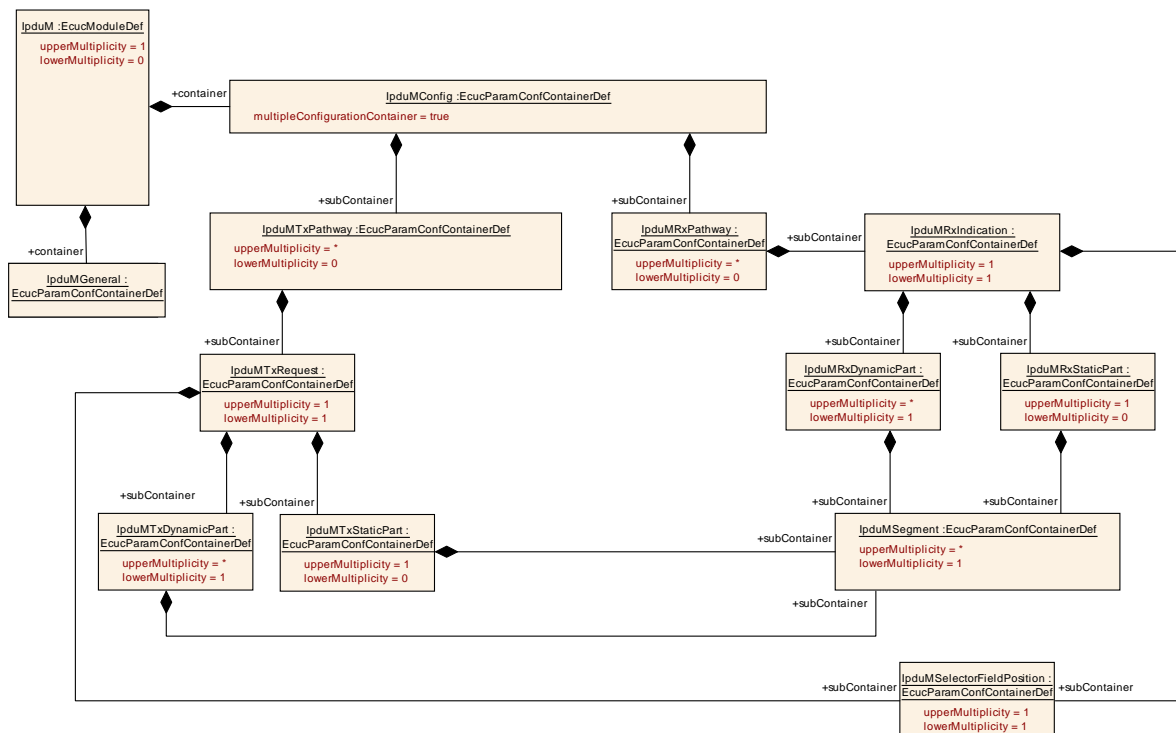 IpduM :EcucModuleDef
upperMultiplicity = 1
lowerMultiplicity = 0
+container
IpduMConfig :EcucParamConfContainerDef
multipleConfigurationContainer = true
+subContainer
+subContainer
+container
IpduMGeneral :
EcucParamConfContainerDef
IpduMTxPathway :EcucParamConfContainerDef
upperMultiplicity = *
lowerMultiplicity = 0
IpduMRxPathway :
EcucParamConfContainerDef
upperMultiplicity = *
lowerMultiplicity = 0
+subContainer
IpduMRxIndication :
EcucParamConfContainerDef
upperMultiplicity = 1
lowerMultiplicity = 1
+subContainer
+subContainer
+subContainer
IpduMTxRequest :
EcucParamConfContainerDef
upperMultiplicity = 1
lowerMultiplicity = 1
IpduMRxDynamicPart :
EcucParamConfContainerDef
upperMultiplicity = *
lowerMultiplicity = 1
IpduMRxStaticPart :
EcucParamConfContainerDef
upperMultiplicity = 1
lowerMultiplicity = 0
+subContainer
+subContainer
+subContainer
+subContainer
IpduMTxDynamicPart :
EcucParamConfContainerDef
upperMultiplicity = *
lowerMultiplicity = 1
IpduMTxStaticPart :
EcucParamConfContainerDef
upperMultiplicity = 1
lowerMultiplicity = 0
+subContainer
IpduMSegment :EcucParamConfContainerDef
upperMultiplicity = *
lowerMultiplicity = 1
+subContainer
+subContainer
IpduMSelectorFieldPosition :
EcucParamConfContainerDef
upperMultiplicity = 1
lowerMultiplicity = 1
+subContainer